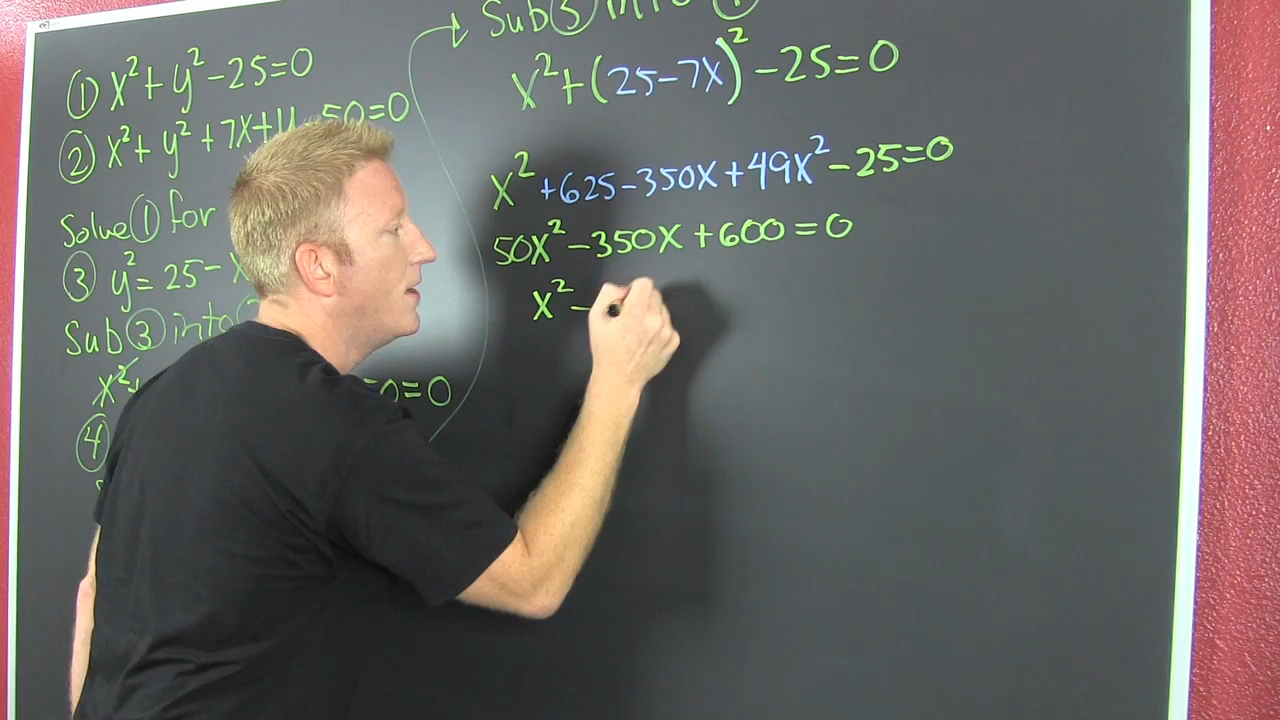 ① x² + y² - 25 = 0
② x² + y² + 7x + y - 50 = 0
Solve ① for
③ y² = 25 -
Sub ③ into
x²
50 = 0
④
Sub ③ into ①
x² + (25 - 7x)² - 25 = 0
x² + 625 - 350x + 49x² - 25 = 0
50x² - 350x + 600 = 0
x² -